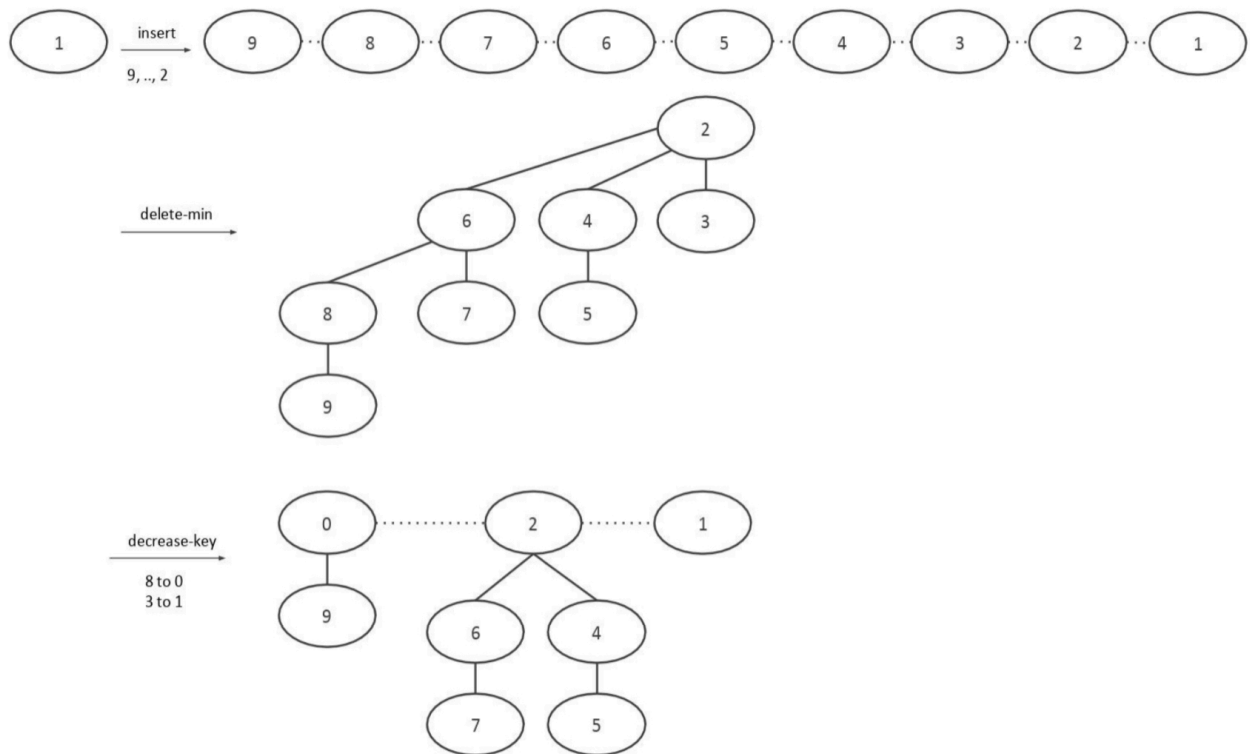 1 insert 9 8 7 6 5 4 3 2 1
9, .., 2
2
delete-min 6 4 3
8 7 5
9
0 2 1
decrease-key
8 to 0
3 to 1
9 6 4
7 5